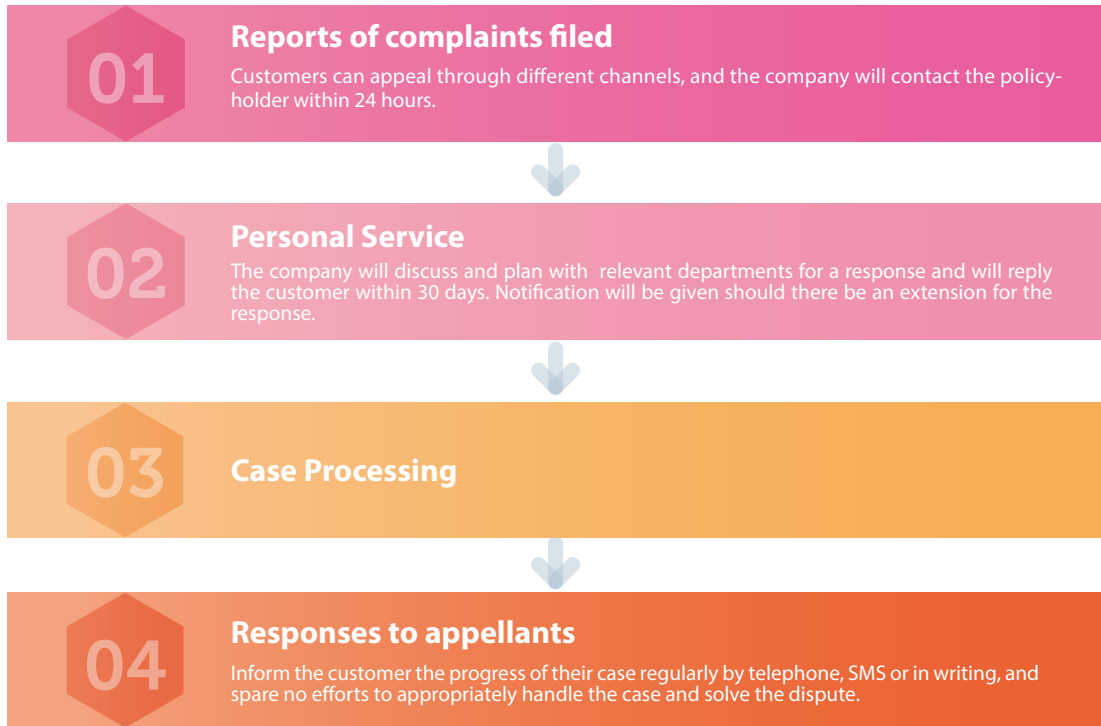 01
Reports of complaints filed
Customers can appeal through different channels, and the company will contact the policy-
holder within 24 hours.
02
Personal Service
The company will discuss and plan with  relevant departments for a response and will reply
the customer within 30 days. Notification will be given should there be an extension for the
response.
03
Case Processing
04
Responses to appellants
Inform the customer the progress of their case regularly by telephone, SMS or in writing, and
spare no efforts to appropriately handle the case and solve the dispute.